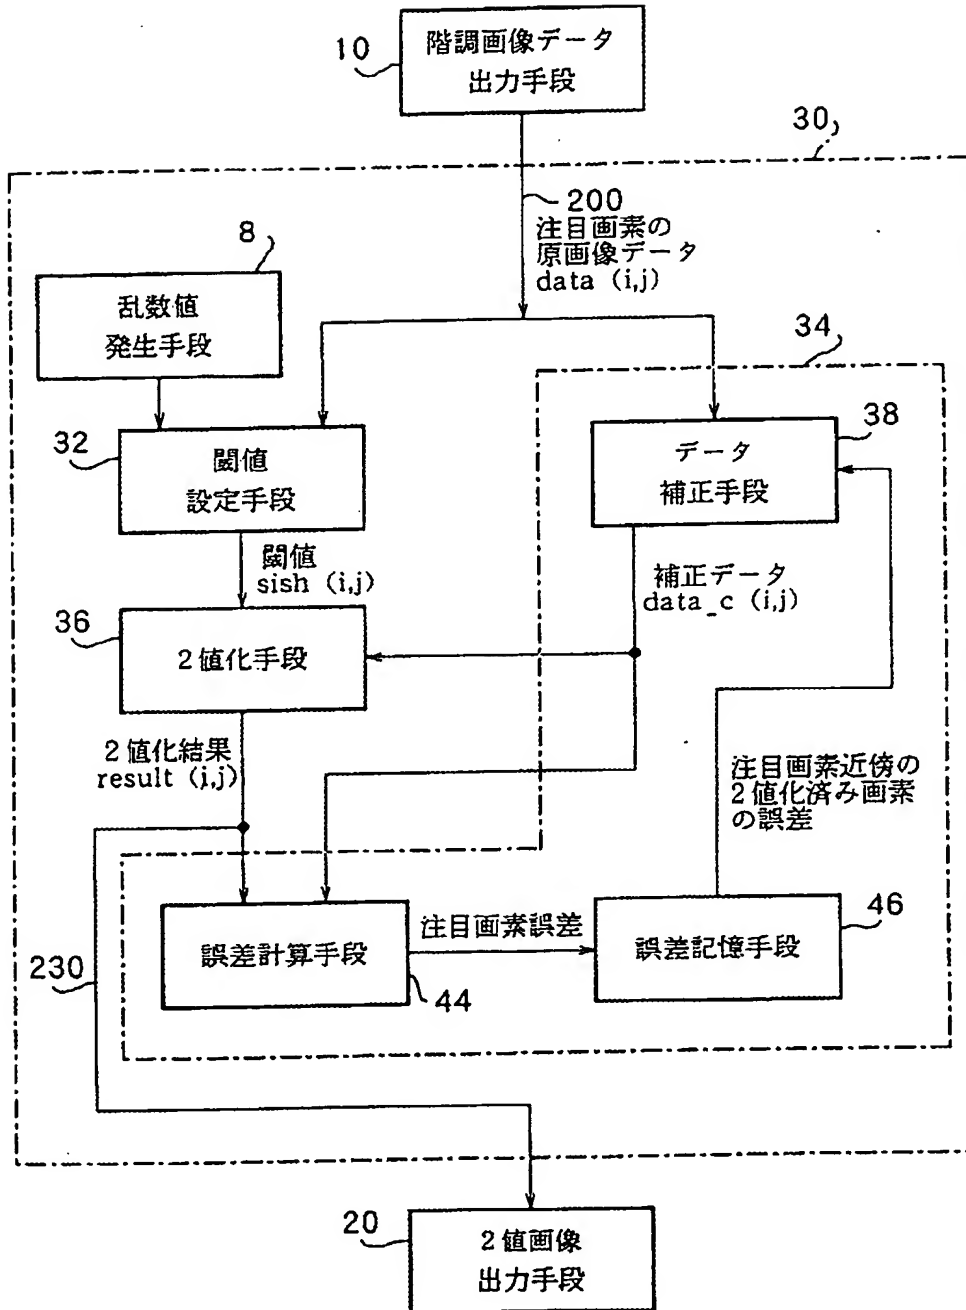 10
階調画像データ
出力手段
30
200
注目画素の
原画像データ
data (i,j)
8
乱数値
発生手段
34
32
閾値
設定手段
38
データ
補正手段
閾値
sish (i,j)
補正データ
data_c (i,j)
36
2値化手段
2値化結果
result (i,j)
注目画素近傍の
2値化済み画素
の誤差
230
誤差計算手段
44
注目画素誤差
46
誤差記憶手段
20
2値画像
出力手段